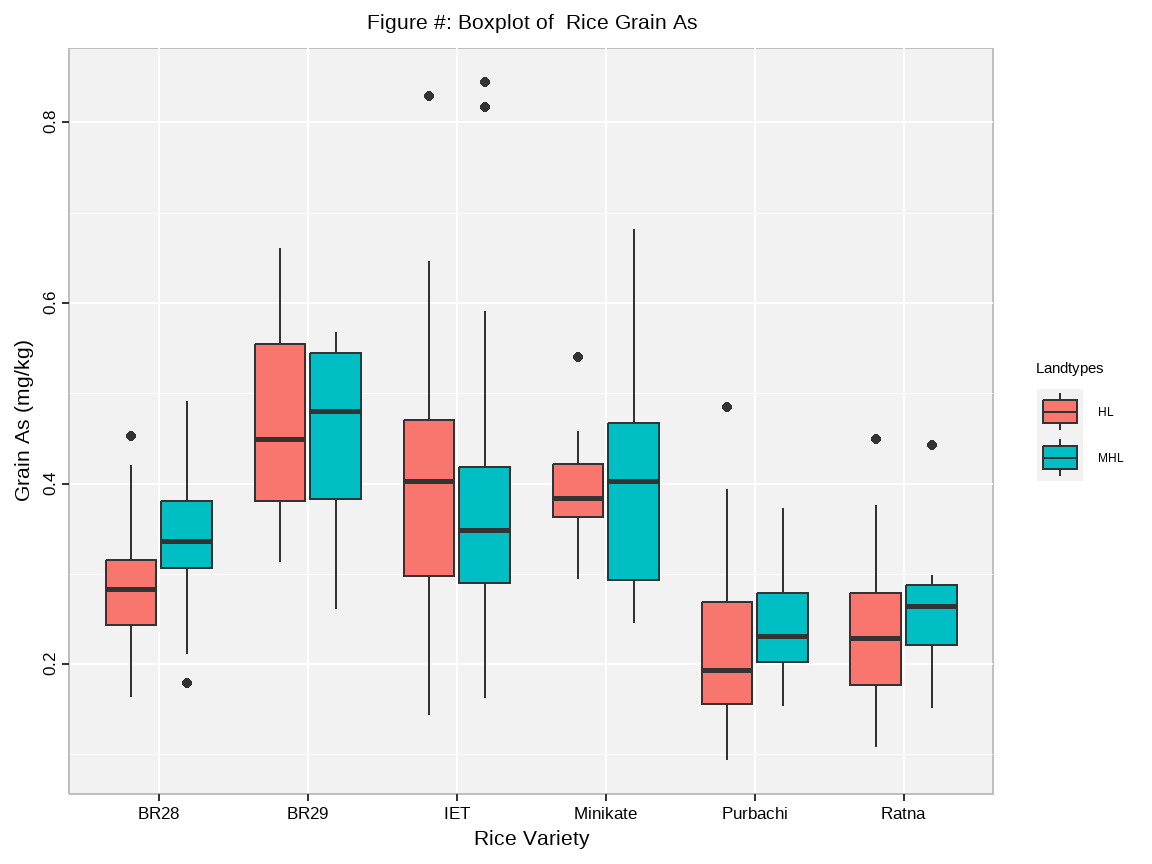 Figure #: Boxplot of  Rice Grain As
Grain As (mg/kg)
0.8
0.6
0.4
0.2
BR28
BR29
IET
Minikate
Purbachi
Ratna
Rice Variety
Landtypes
HL
MHL